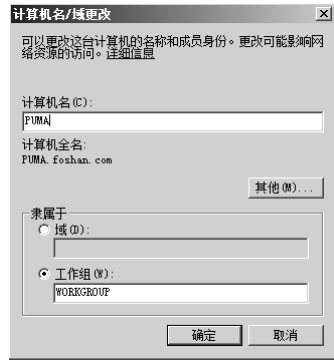 计算机名/域更改
可以更改这台计算机的名称和成员身份。更改可能影响网
络资源的访问。详细信息
计算机名(C):
PUMA
计算机全名:
PUMA.foshan.com
其他(M)...
隶属于
域(D):
工作组(W):
WORKGROUP
确定
取消